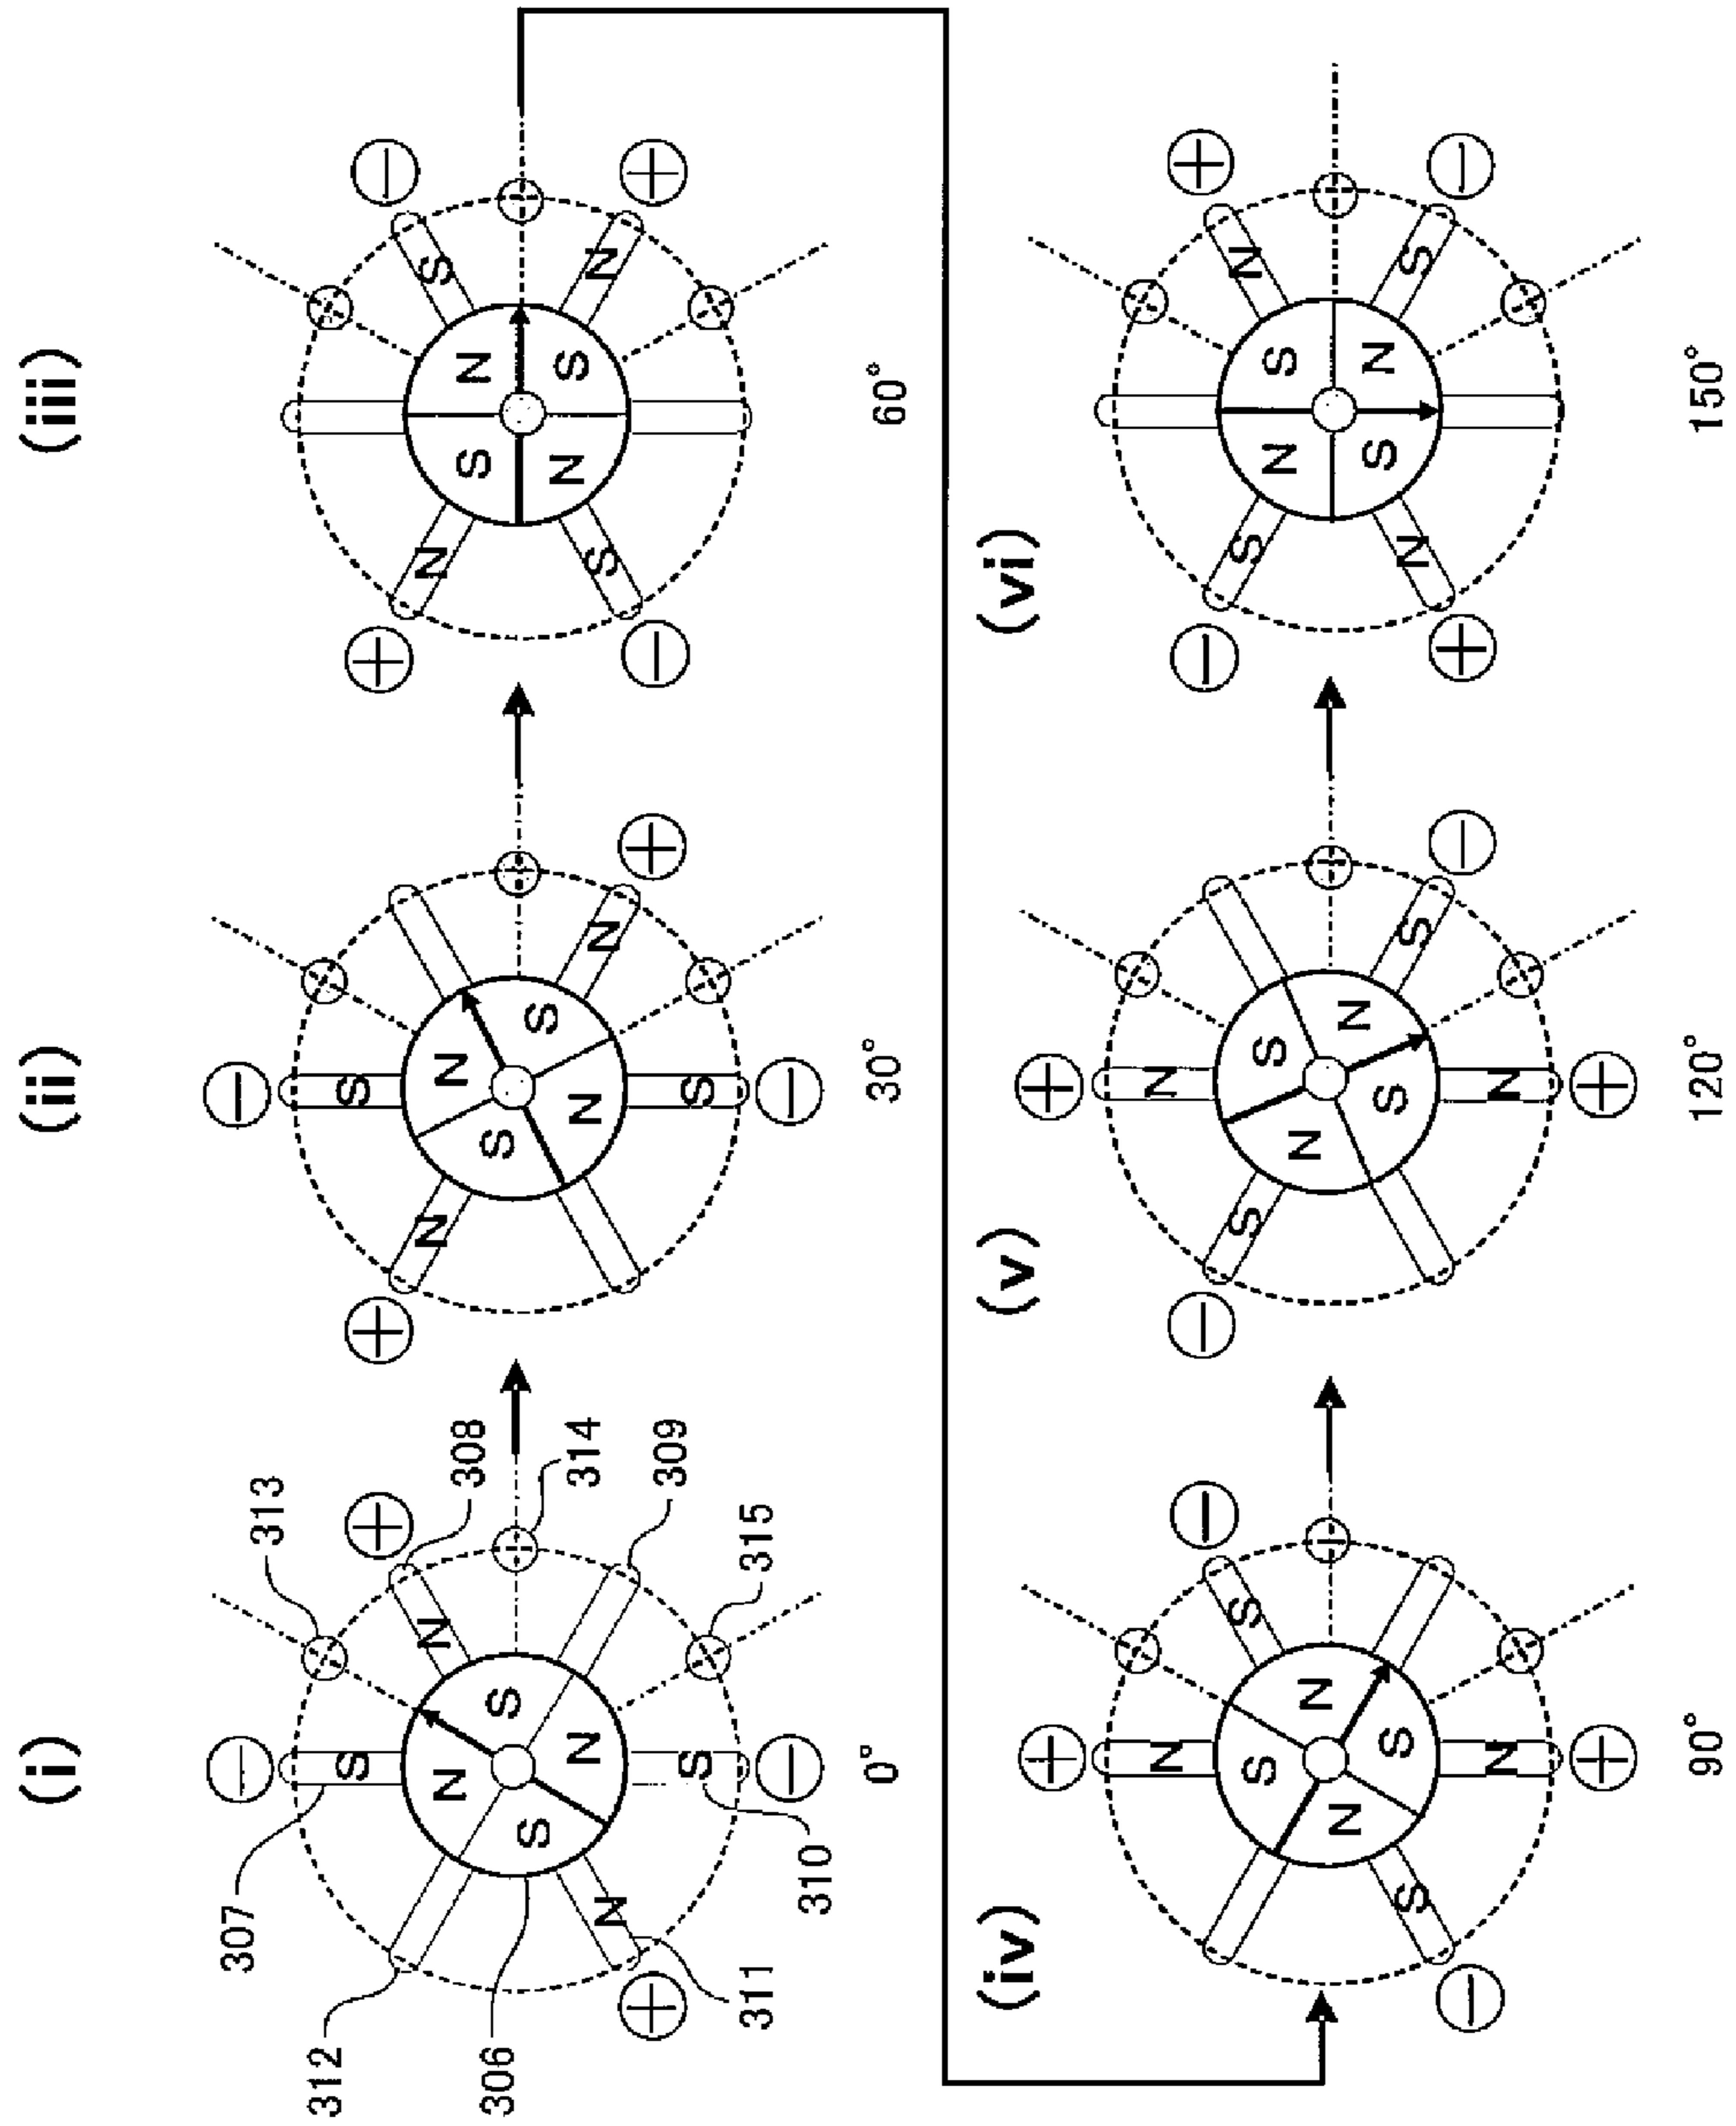 (i)
−
313
307
S
312
+
N
N
308
S
306
S
314
N
N
+
309
S
315
311
−
310
0°
(ii)
−
S
+
N
N
S
S
N
N
+
S
−
30°
(iii)
+
−
N
S
S
N
N
S
S
N
−
+
60°
(iv)
+
N
−
S
S
N
N
S
S
−
N
+
90°
(v)
+
N
−
S
S
N
N
S
S
−
N
+
120°
(vi)
−
+
S
N
N
S
S
N
N
S
+
−
150°